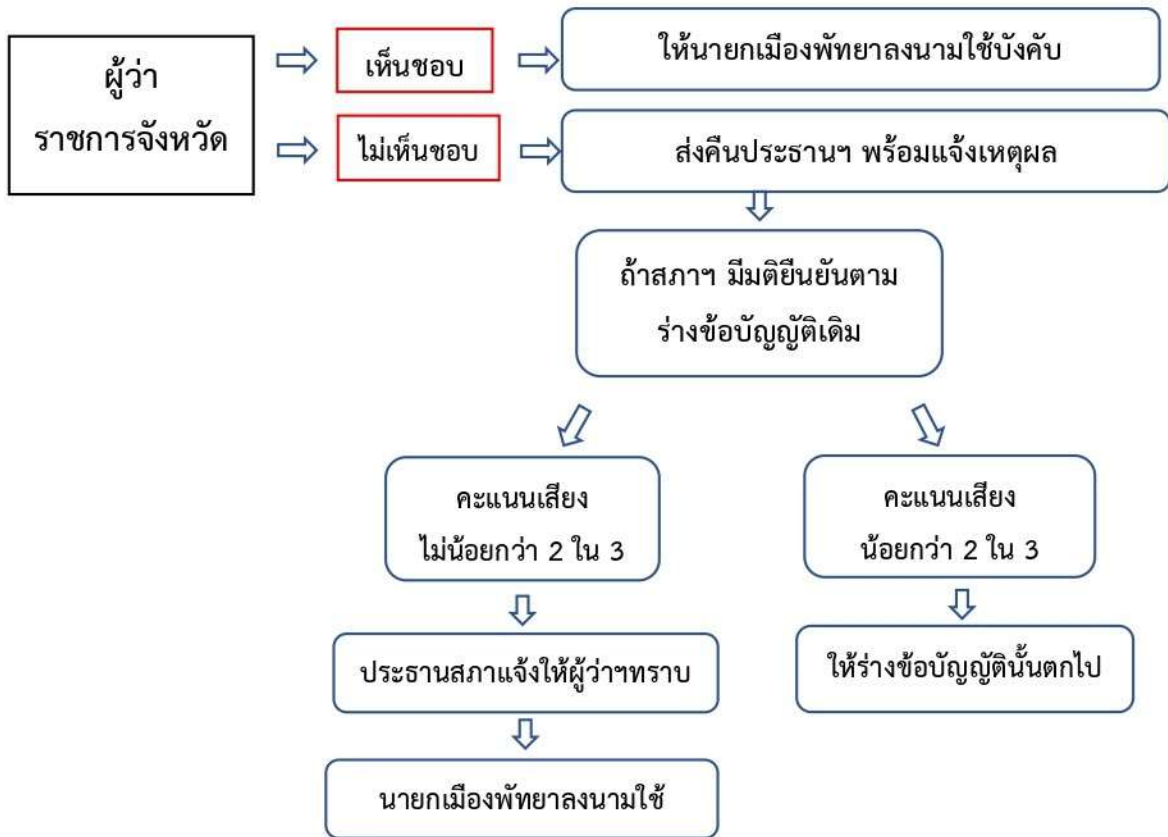 ผู้ว่า
ราชการจังหวัด
เห็นชอบ
ให้นายกเมืองพัทยาลงนามใช้บังคับ
ไม่เห็นชอบ
ส่งคืนประธานฯ พร้อมแจ้งเหตุผล
ถ้าสภาฯ มีมติยืนยันตาม
ร่างข้อบัญญัติเดิม
คะแนนเสียง
ไม่น้อยกว่า 2 ใน 3
คะแนนเสียง
น้อยกว่า 2 ใน 3
ประธานสภาแจ้งให้ผู้ว่าฯทราบ
ให้ร่างข้อบัญญัตินั้นตกไป
นายกเมืองพัทยาลงนามใช้